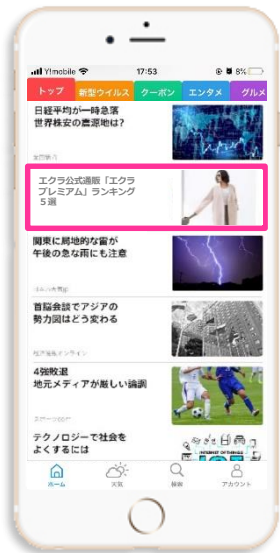 Y!mobile 17:53 8%
トップ 新型ウイルス クーポン エンタメ グルメ
日経平均が一時急落
世界株安の震源地は?
エクラ公式通販「エクラ
プレミアム」ランキング
5選
関東に局地的な雷が
午後の急な雨にも注意
首脳会談でアジアの
勢力図はどう変わる
4強敗退
地元メディアが厳しい論調
テクノロジーで社会を
よくするには
INTERNET OF THINGS
ホーム 天気 検索 アカウント